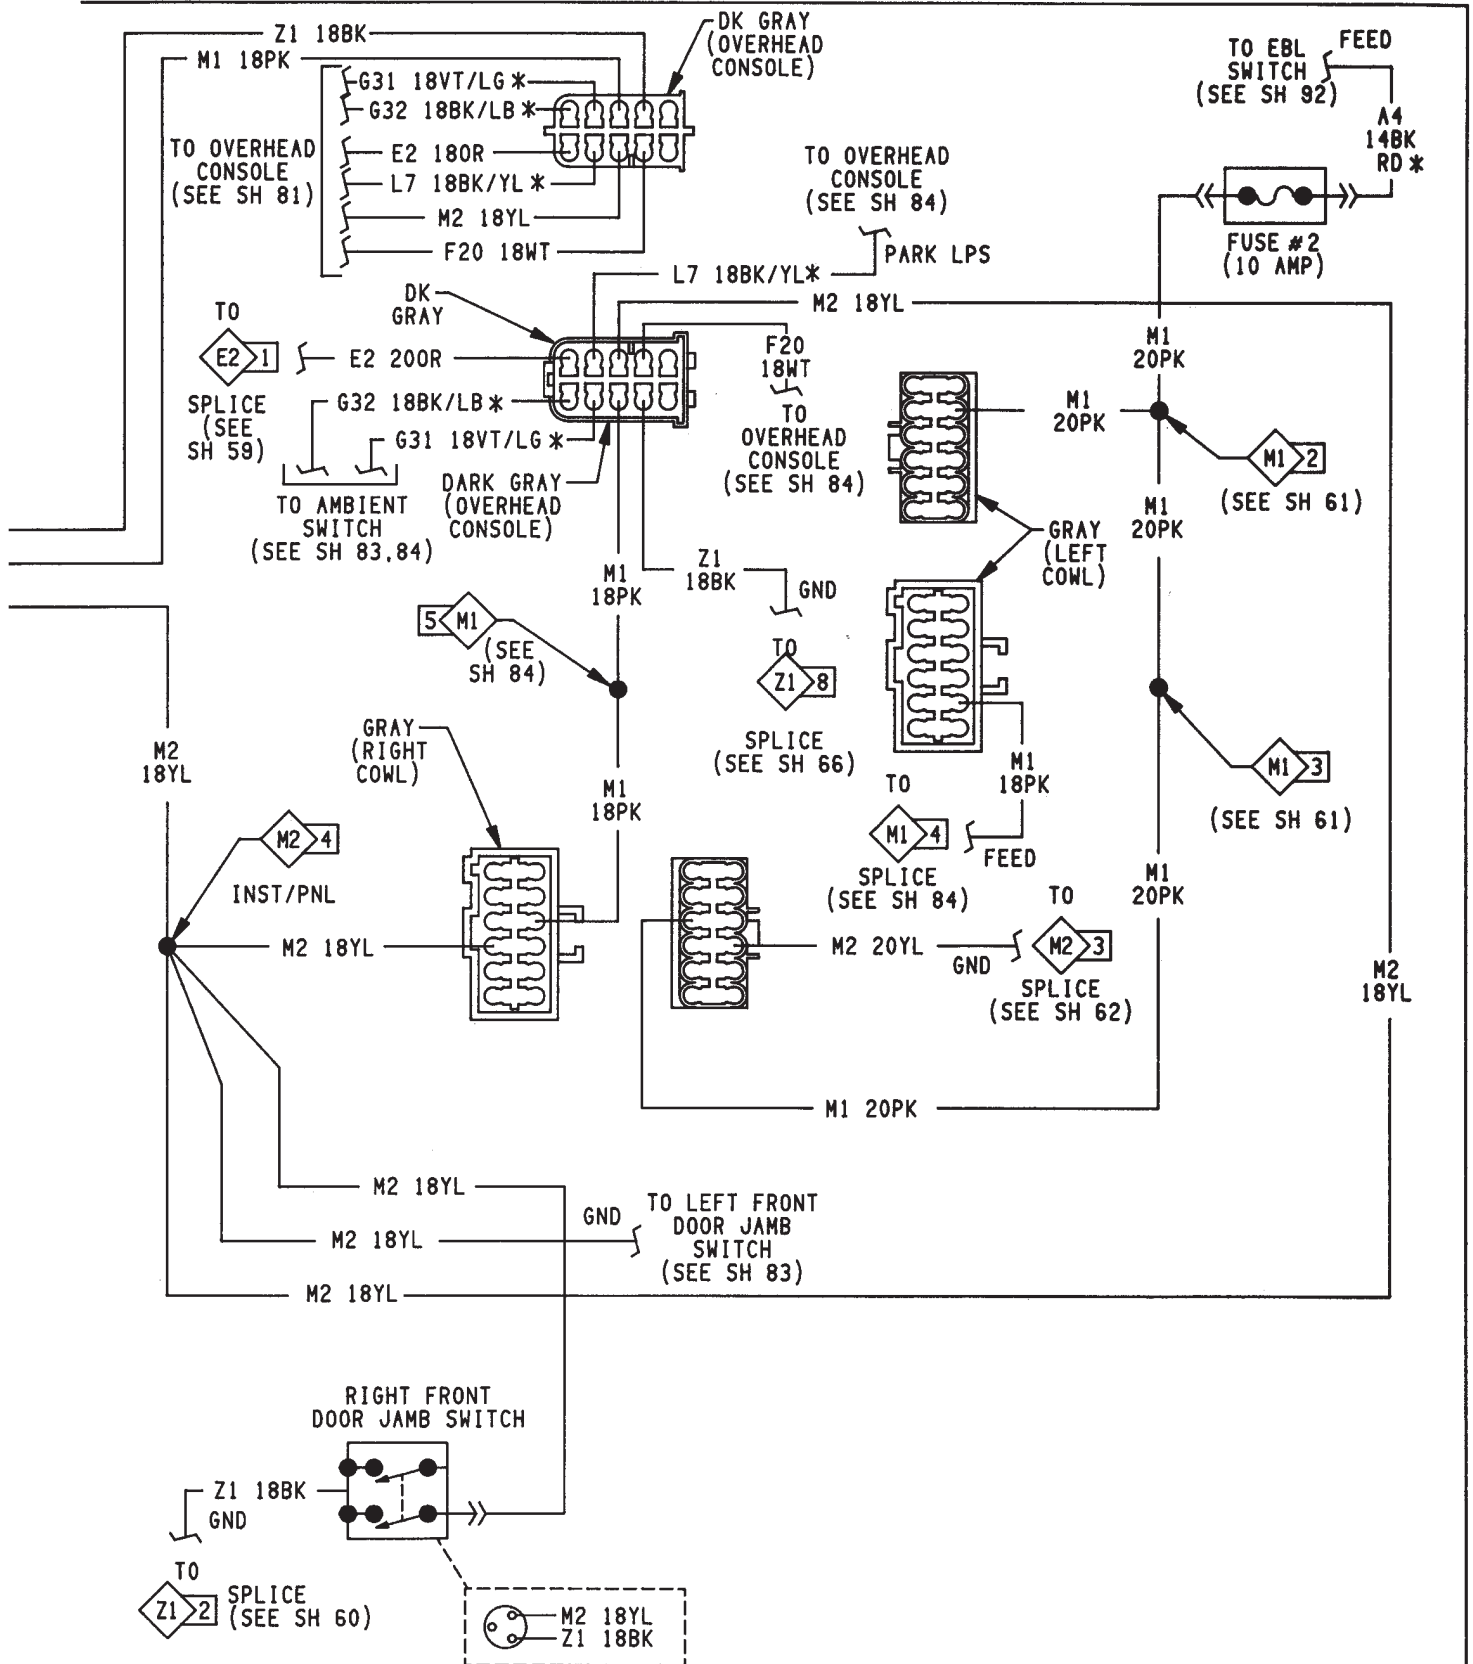 Z1 18BK
M1 18PK
DK GRAY
(OVERHEAD
CONSOLE)
G31 18VT/LG *
G32 18BK/LB *
TO OVERHEAD
CONSOLE
(SEE SH 81)
E2 18OR
L7 18BK/YL *
M2 18YL
F20 18WT
TO EBL
SWITCH
(SEE SH 92)
FEED
A4
14BK
RD *
FUSE #2
(10 AMP)
TO OVERHEAD
CONSOLE
(SEE SH 84)
PARK LPS
L7 18BK/YL*
M2 18YL
DK
GRAY
TO
E2 1
SPLICE
(SEE
SH 59)
E2 20OR
G32 18BK/LB *
G31 18VT/LG *
TO AMBIENT
SWITCH
(SEE SH 83,84)
DARK GRAY
(OVERHEAD
CONSOLE)
F20
18WT
TO
OVERHEAD
CONSOLE
(SEE SH 84)
M1
20PK
M1
20PK
M1 2
(SEE SH 61)
M1
20PK
GRAY
(LEFT
COWL)
M1
18PK
Z1
18BK
GND
TO
Z1 8
SPLICE
(SEE SH 66)
5 M1
(SEE
SH 84)
M2
18YL
GRAY
(RIGHT
COWL)
M1
18PK
M1
18PK
TO
M1 4
FEED
SPLICE
(SEE SH 84)
M1 3
(SEE SH 61)
M1
20PK
M2 4
INST/PNL
M2 18YL
M2 20YL
GND
TO
M2 3
SPLICE
(SEE SH 62)
M2
18YL
M1 20PK
M2 18YL
M2 18YL
GND
TO LEFT FRONT
DOOR JAMB
SWITCH
(SEE SH 83)
M2 18YL
RIGHT FRONT
DOOR JAMB SWITCH
Z1 18BK
GND
TO
Z1 2
SPLICE
(SEE SH 60)
M2 18YL
Z1 18BK